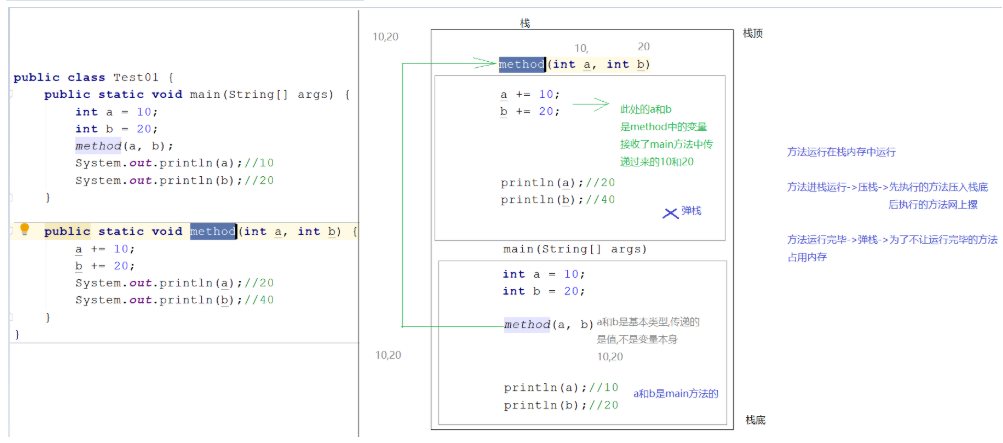 public class Test01 {
public static void main(String[] args) {
int a = 10;
int b = 20;
method(a, b);
System.out.println(a);//10
System.out.println(b);//20
}
public static void method(int a, int b) {
a += 10;
b += 20;
System.out.println(a);//20
System.out.println(b);//40
}
}
栈
栈顶
10,20
10,
20
method(int a, int b)
a += 10;
b += 20;
此处的a和b
是method中的变量
接收了main方法中传
递过来的10和20
println(a);//20
println(b);//40
弹栈
main(String[] args)
int a = 10;
int b = 20;
method(a, b)
a和b是基本类型,传递的
是值,不是变量本身
10,20
10,20
println(a);//10
println(b);//20
a和b是main方法的
栈底
方法运行在栈内存中运行
方法进栈运行->压栈->先执行的方法压入栈底
后执行的方法网上摞
方法运行完毕->弹栈->为了不让运行完毕的方法
占用内存